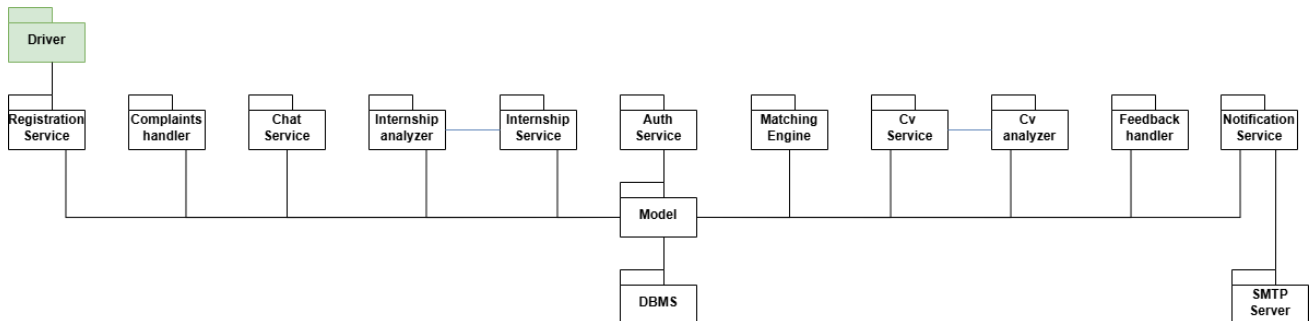 Driver
Registration
Service
Complaints
handler
Chat
Service
Internship
analyzer
Internship
Service
Auth
Service
Matching
Engine
Cv
Service
Cv
analyzer
Feedback
handler
Notification
Service
Model
DBMS
SMTP
Server